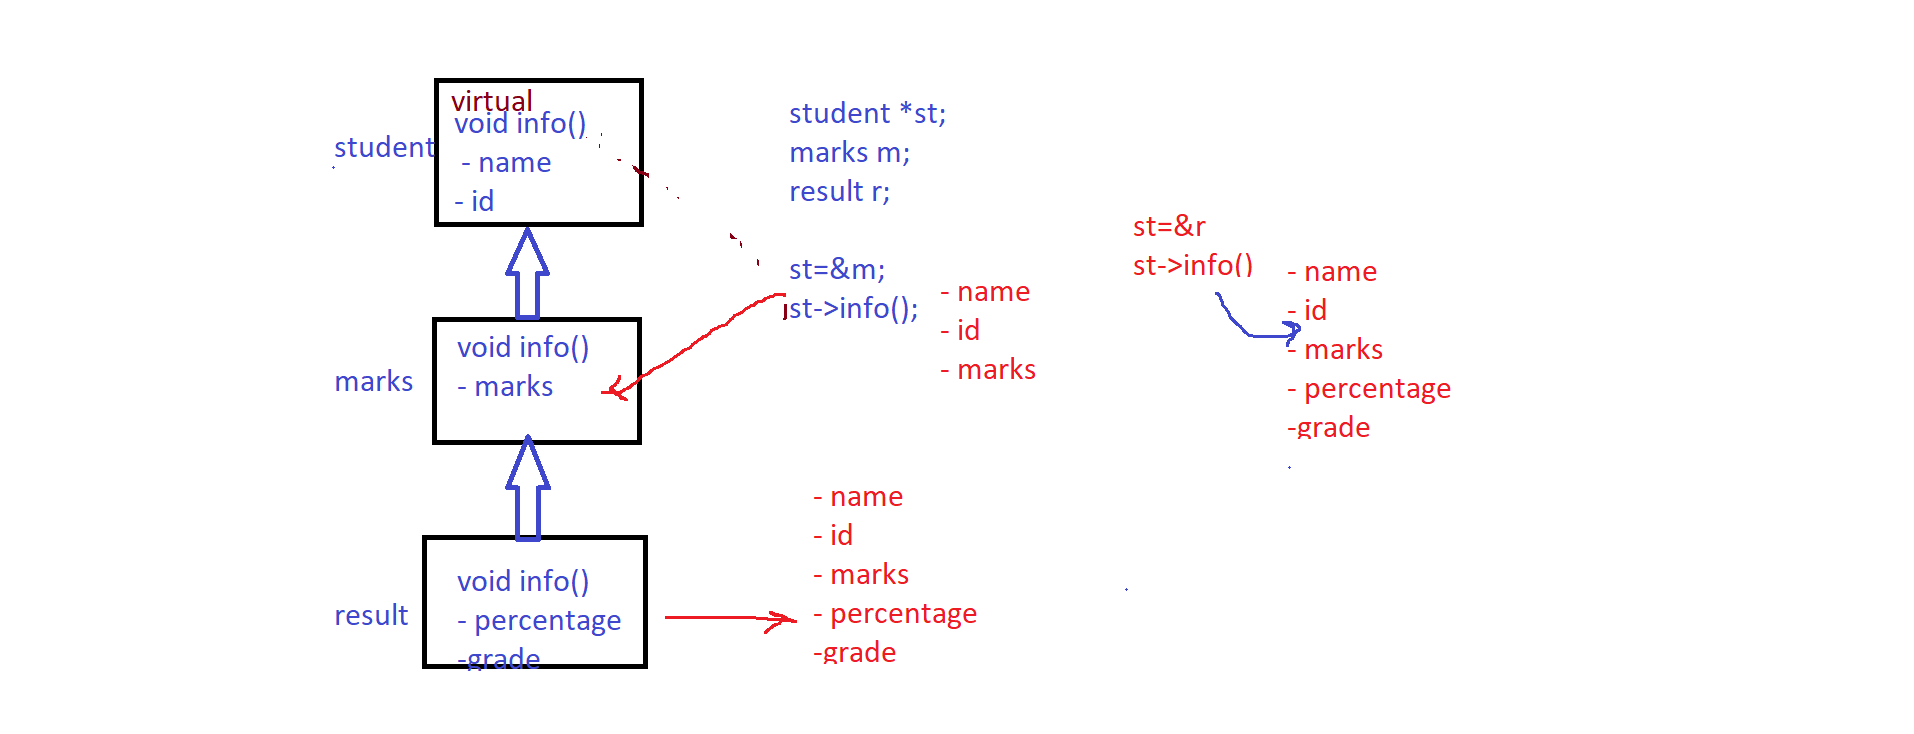 virtual
void info()
- name
- id
student
void info()
- marks
marks
void info()
- percentage
-grade
result
student *st;
marks m;
result r;
st=&m;
st->info();
- name
- id
- marks
st=&r
st->info()
- name
- id
- marks
- percentage
-grade
- name
- id
- marks
- percentage
-grade